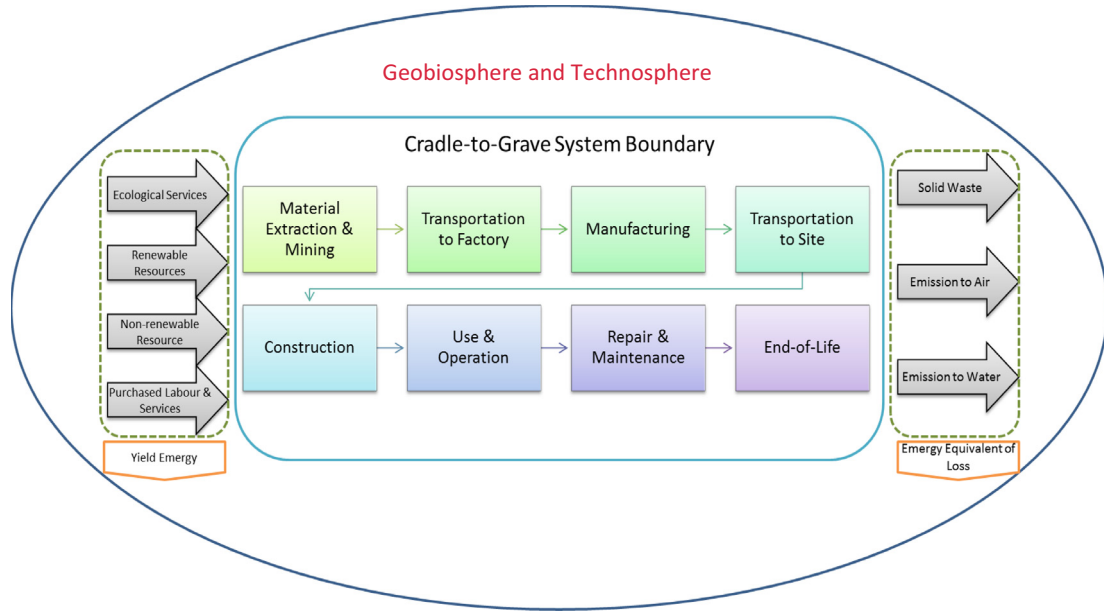 Geobiosphere and Technosphere
Cradle-to-Grave System Boundary
Ecological Services
Renewable
Resources
Non-renewable
Resource
Purchased Labour &
Services
Yield Emergy
Material
Extraction &
Mining
Transportation
to Factory
Manufacturing
Transportation
to Site
Construction
Use &
Operation
Repair &
Maintenance
End-of-Life
Solid Waste
Emission to Air
Emission to Water
Emergy Equivalent of
Loss